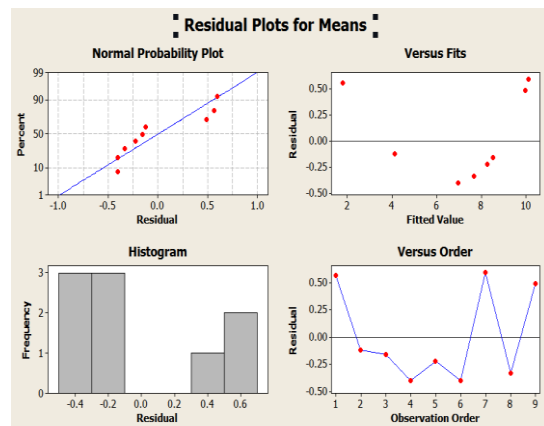 Residual Plots for Means
Normal Probability Plot
99
90
50
10
1
Percent
-1.0 -0.5 0.0 0.5 1.0
Residual
Versus Fits
0.50
0.25
0.00
-0.25
-0.50
Residual
2 4 6 8 10
Fitted Value
Histogram
3
2
1
0
Frequency
-0.4 -0.2 0.0 0.2 0.4 0.6
Residual
Versus Order
0.50
0.25
0.00
-0.25
-0.50
Residual
1 2 3 4 5 6 7 8 9
Observation Order